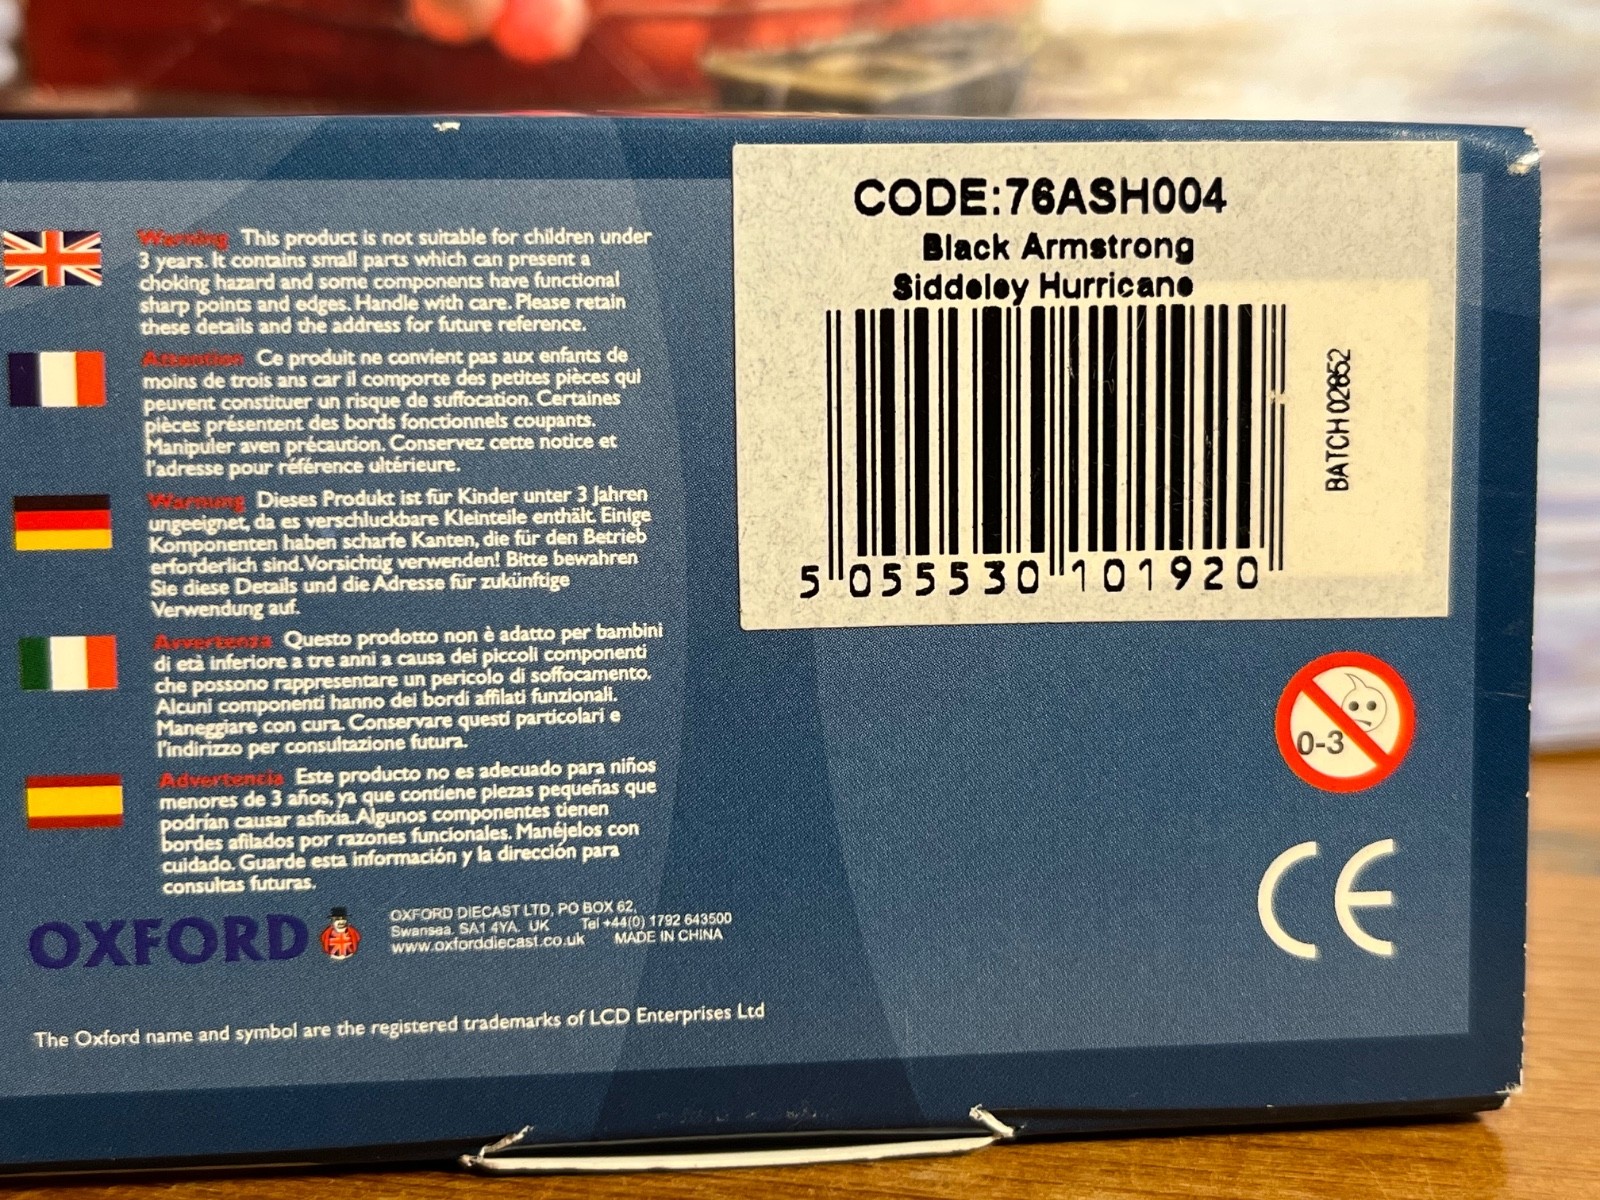 Warning This product is not suitable for children under
3 years. It contains small parts which can present a
choking hazard and some components have functional
sharp points and edges. Handle with care. Please retain
these details and the address for future reference.
Attention Ce produit ne convient pas aux enfants de
moins de trois ans car il comporte des petites pièces qui
peuvent constituer un risque de suffocation. Certaines
pièces présentent des bords fonctionnels coupants.
Manipuler aven précaution. Conservez cette notice et
l'adresse pour référence ultérieure.
Warnung Dieses Produkt ist für Kinder unter 3 Jahren
ungeeignet, da es verschluckbare Kleinteile enthält. Einige
Komponenten haben scharfe Kanten, die für den Betrieb
erforderlich sind. Vorsichtig verwenden! Bitte bewahren
Sie diese Details und die Adresse für zukünftige
Verwendung auf.
Avvertenza Questo prodotto non è adatto per bambini
di età inferiore a tre anni a causa dei piccoli componenti
che possono rappresentare un pericolo di soffocamento.
Alcuni componenti hanno dei bordi affilati funzionali.
Maneggiare con cura. Conservare questi particolari e
l'indirizzo per consultazione futura.
Advertencia Este producto no es adecuado para niños
menores de 3 años, ya que contiene piezas pequeñas que
podrían causar asfixia. Algunos componentes tienen
bordes afilados por razones funcionales. Manéjelos con
cuidado. Guarde esta información y la dirección para
consultas futuras.
OXFORD
OXFORD DIECAST LTD, PO BOX 62,
Swansea. SA1 4YA. UK Tel +44(0) 1792 643500
www.oxforddiecast.co.uk MADE IN CHINA
The Oxford name and symbol are the registered trademarks of LCD Enterprises Ltd
CODE:76ASH004
Black Armstrong
Siddeley Hurricane
5 055530 101920
BATCH 02652
0-3
CE